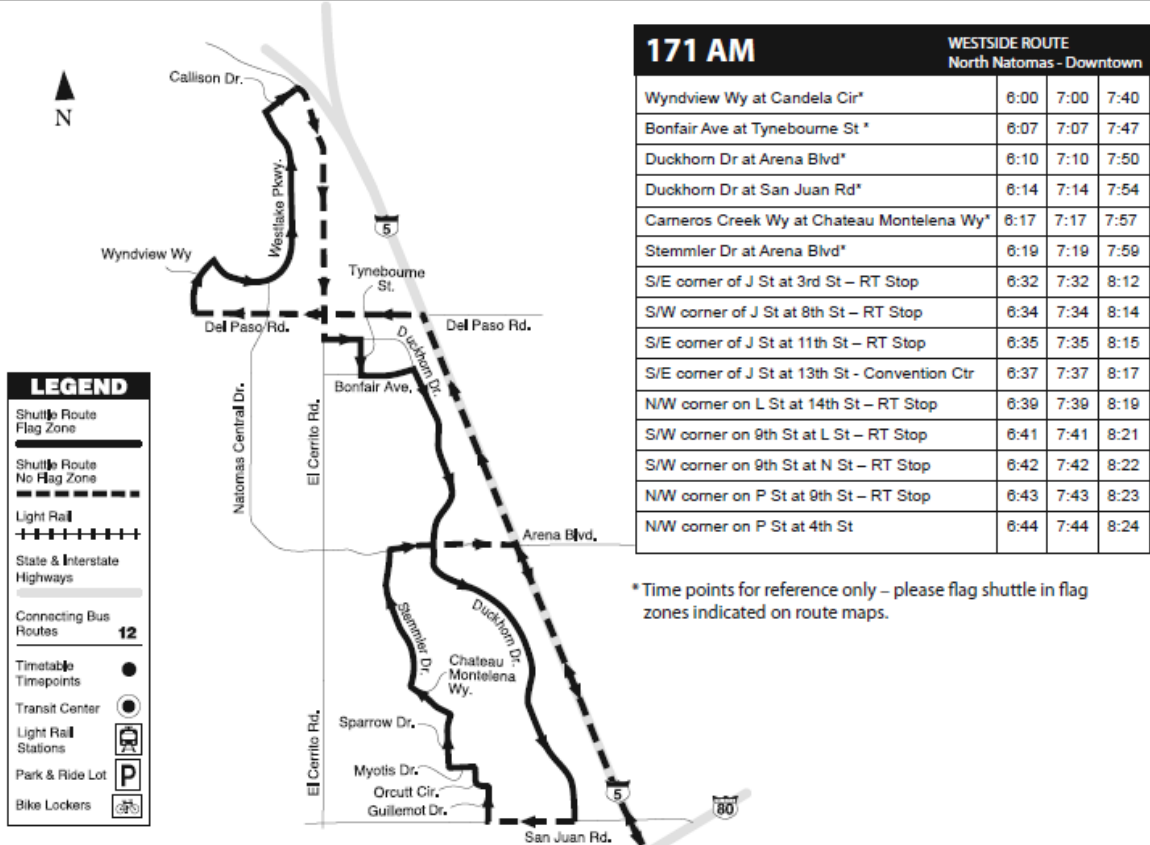 Callison Dr.
N
Westlake Pkwy.
5
Wyndview Wy
Tynebourne
St.
Del Paso Rd.
Del Paso Rd.
Duckhorn Dr.
Bonfair Ave.
Natomas Central Dr.
El Cerrito Rd.
Arena Blvd.
Stemmler Dr.
Duckhorn Dr.
Chateau
Montelena
Wy.
Sparrow Dr.
El Cerrito Rd.
Myotis Dr.
Orcutt Cir.
Guillemot Dr.
5
80
San Juan Rd.
LEGEND
Shuttle Route
Flag Zone
Shuttle Route
No Flag Zone
Light Rail
State & Interstate
Highways
Connecting Bus
Routes 12
Timetable
Timepoints
Transit Center
Light Rail
Stations
Park & Ride Lot P
Bike Lockers
171 AM
WESTSIDE ROUTE
North Natomas - Downtown
Wyndview Wy at Candela Cir* 6:00 7:00 7:40
Bonfair Ave at Tynebourne St * 6:07 7:07 7:47
Duckhorn Dr at Arena Blvd* 6:10 7:10 7:50
Duckhorn Dr at San Juan Rd* 6:14 7:14 7:54
Carneros Creek Wy at Chateau Montelena Wy* 6:17 7:17 7:57
Stemmler Dr at Arena Blvd* 6:19 7:19 7:59
S/E corner of J St at 3rd St – RT Stop 6:32 7:32 8:12
S/W corner of J St at 8th St – RT Stop 6:34 7:34 8:14
S/E corner of J St at 11th St – RT Stop 6:35 7:35 8:15
S/E corner of J St at 13th St - Convention Ctr 6:37 7:37 8:17
N/W corner on L St at 14th St – RT Stop 6:39 7:39 8:19
S/W corner on 9th St at L St – RT Stop 6:41 7:41 8:21
S/W corner on 9th St at N St – RT Stop 6:42 7:42 8:22
N/W corner on P St at 9th St – RT Stop 6:43 7:43 8:23
N/W corner on P St at 4th St 6:44 7:44 8:24
* Time points for reference only – please flag shuttle in flag
zones indicated on route maps.